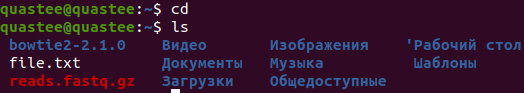 quastee@quastee:~$ cd
quastee@quastee:~$ ls
bowtie2-2.1.0 Видео Изображения 'Рабочий стол
file.txt Документы Музыка Шаблоны
reads.fastq.gz Загрузки Общедоступные